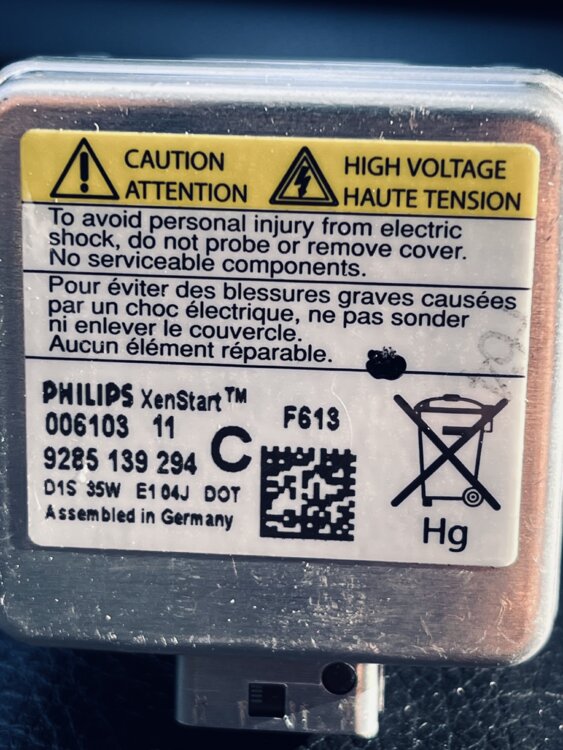 CAUTION
ATTENTION
HIGH VOLTAGE
HAUTE TENSION
To avoid personal injury from electric
shock, do not probe or remove cover.
No serviceable components.
Pour éviter des blessures graves causées
par un choc électrique, ne pas sonder
ni enlever le couvercle.
Aucun élément réparable.
PHILIPS XenStart™
F613
006103 11
C
9285 139 294
D1S 35W E1 04J DOT
Assembled in Germany
Hg